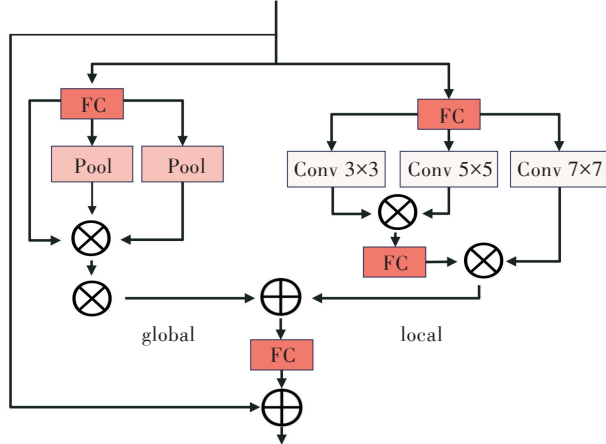 FC
FC
Pool
Pool
Conv 3×3
Conv 5×5
Conv 7×7
FC
global
local
FC